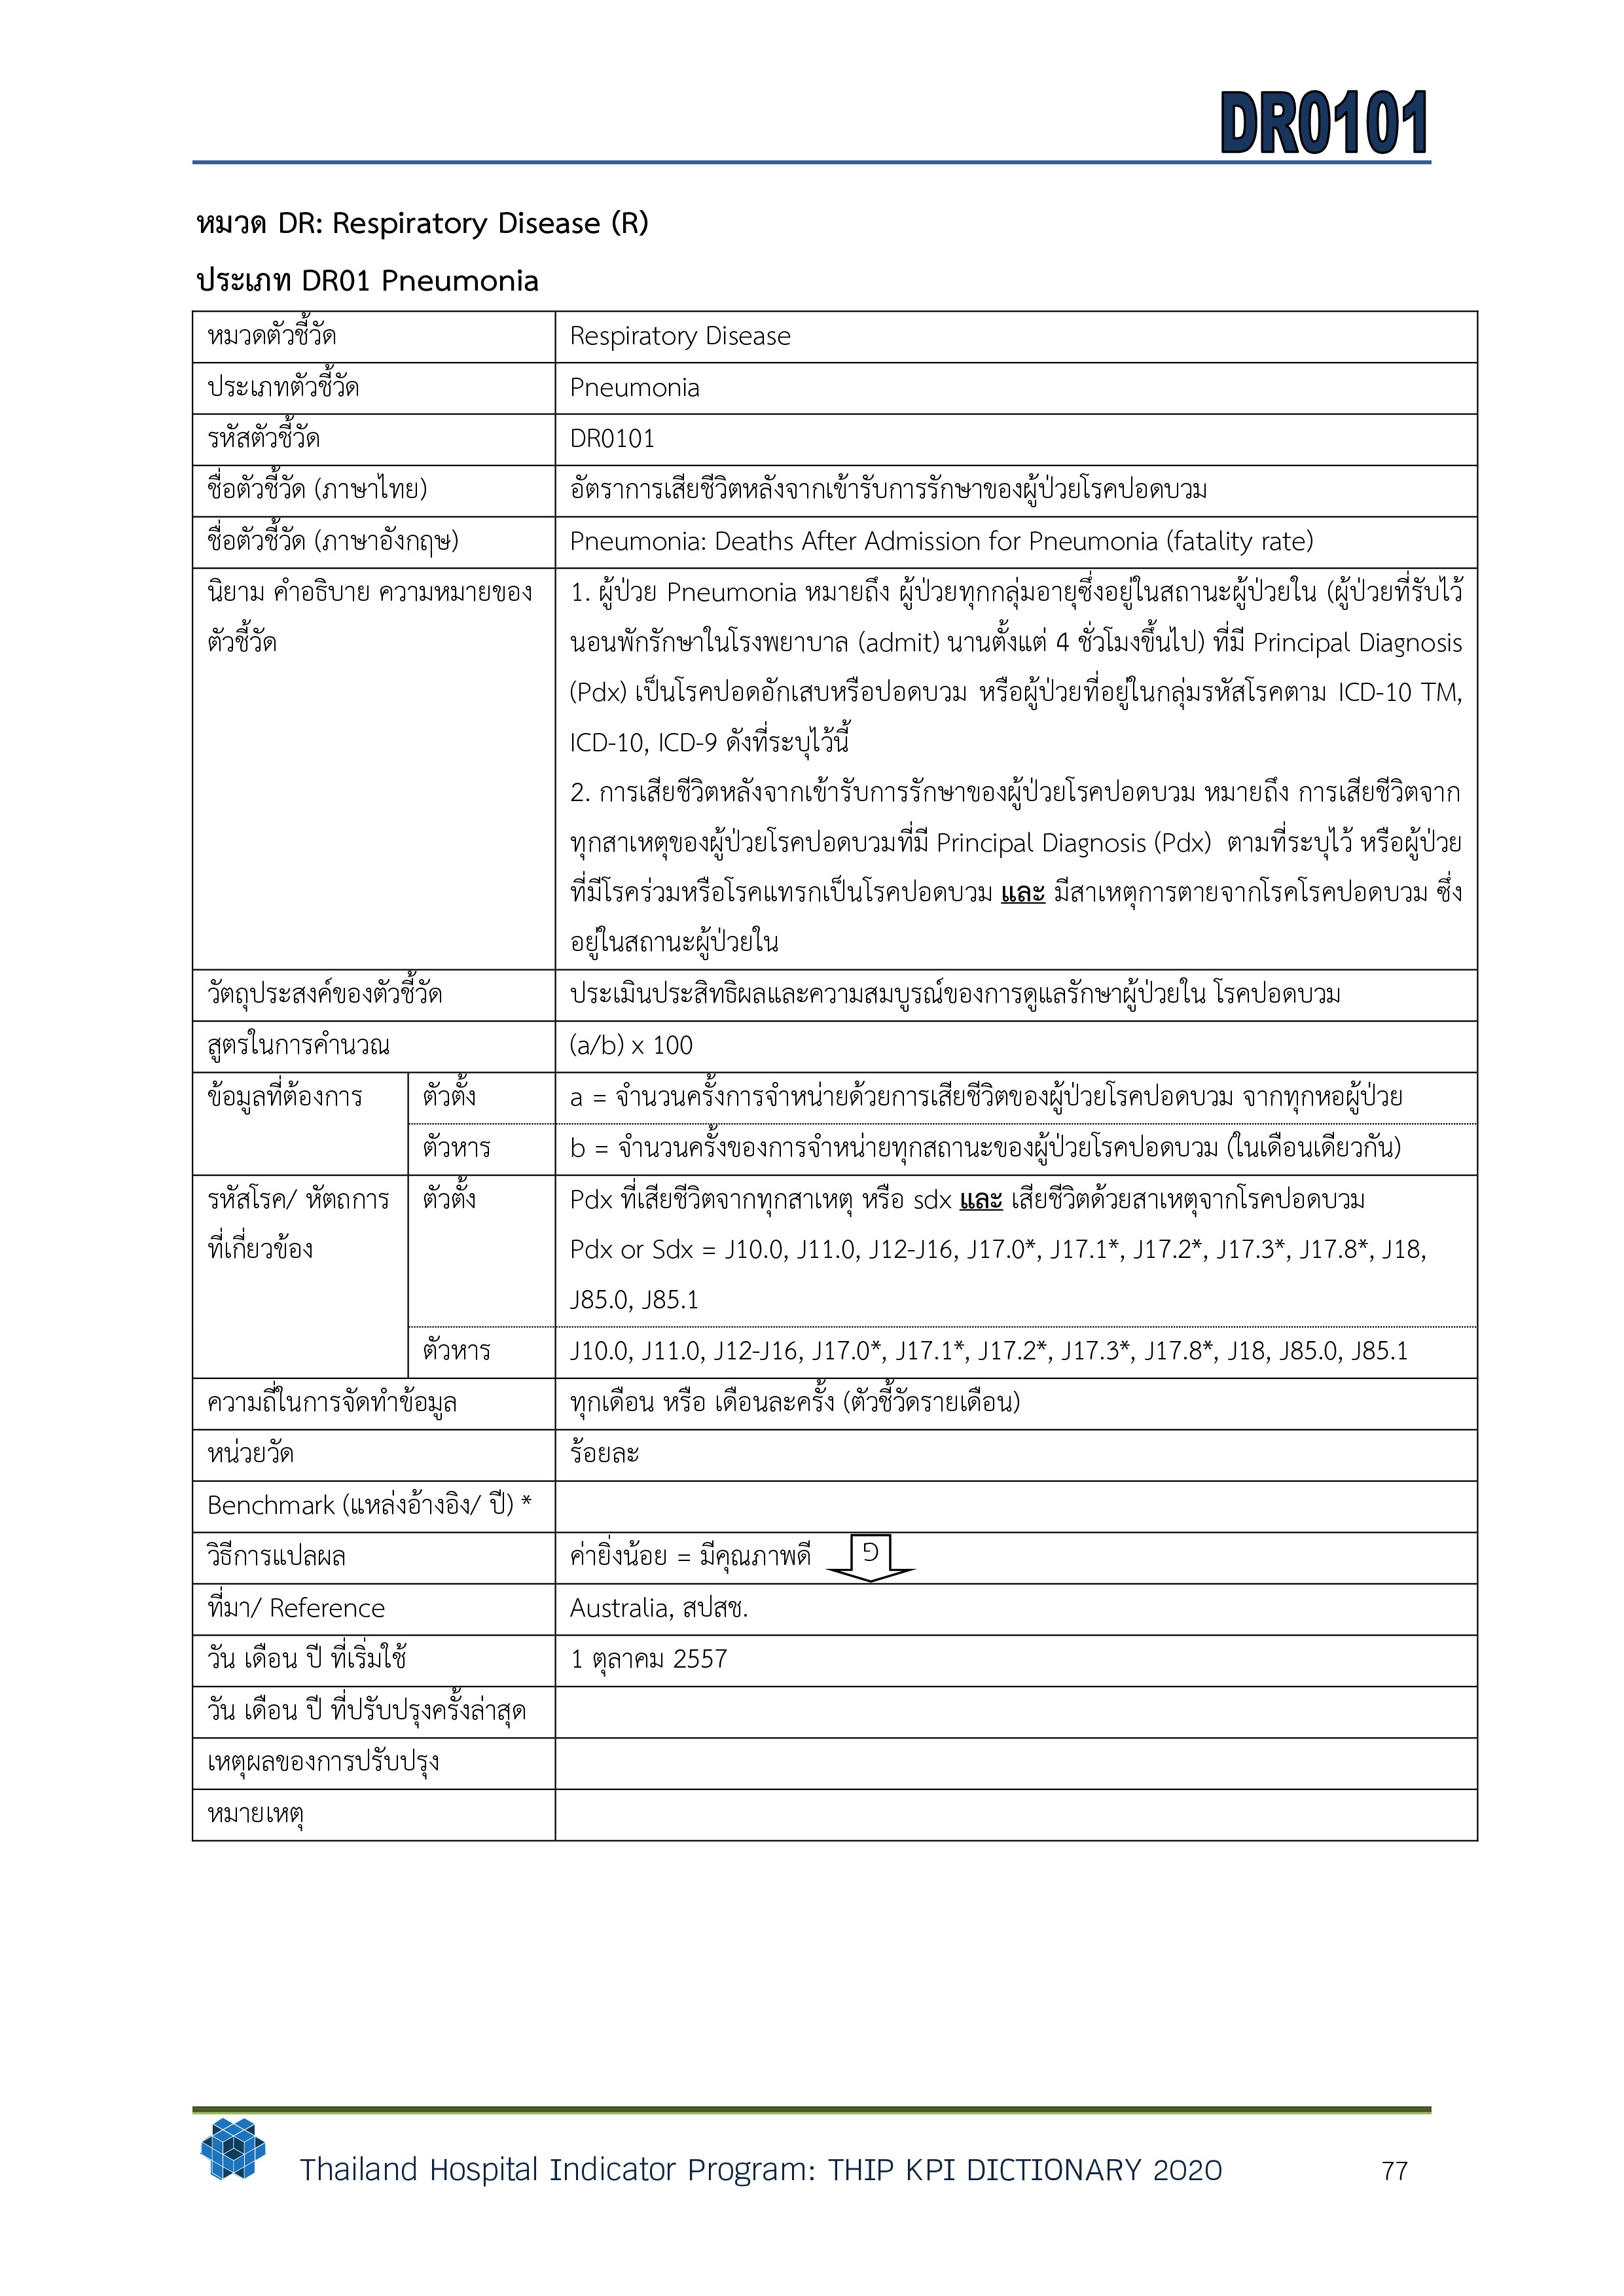 DR0101
หมวด DR: Respiratory Disease (R)
ประเภท DR01 Pneumonia
หมวดตัวชี้วัด Respiratory Disease
ประเภทตัวชี้วัด Pneumonia
รหัสตัวชี้วัด DR0101
ชื่อตัวชี้วัด (ภาษาไทย) อัตราการเสียชีวิตหลังจากเข้ารับการรักษาของผู้ป่วยโรคปอดบวม
ชื่อตัวชี้วัด (ภาษาอังกฤษ) Pneumonia: Deaths After Admission for Pneumonia (fatality rate)
นิยาม คำอธิบาย ความหมายของ
ตัวชี้วัด
1. ผู้ป่วย Pneumonia หมายถึง ผู้ป่วยทุกกลุ่มอายุซึ่งอยู่ในสถานะผู้ป่วยใน (ผู้ป่วยที่รับไว้
นอนพักรักษาในโรงพยาบาล (admit) นานตั้งแต่ 4 ชั่วโมงขึ้นไป) ที่มี Principal Diagnosis
(Pdx) เป็นโรคปอดอักเสบหรือปอดบวม หรือผู้ป่วยที่อยู่ในกลุ่มรหัสโรคตาม ICD-10 TM,
ICD-10, ICD-9 ดังที่ระบุไว้นี้
2. การเสียชีวิตหลังจากเข้ารับการรักษาของผู้ป่วยโรคปอดบวม หมายถึง การเสียชีวิตจาก
ทุกสาเหตุของผู้ป่วยโรคปอดบวมที่มี Principal Diagnosis (Pdx) ตามที่ระบุไว้ หรือผู้ป่วย
ที่มีโรคร่วมหรือโรคแทรกเป็นโรคปอดบวม และ มีสาเหตุการตายจากโรคโรคปอดบวม ซึ่ง
อยู่ในสถานะผู้ป่วยใน
วัตถุประสงค์ของตัวชี้วัด ประเมินประสิทธิผลและความสมบูรณ์ของการดูแลรักษาผู้ป่วยใน โรคปอดบวม
สูตรในการคำนวณ (a/b) x 100
ข้อมูลที่ต้องการ ตัวตั้ง a = จำนวนครั้งการจำหน่ายด้วยการเสียชีวิตของผู้ป่วยโรคปอดบวม จากทุกหอผู้ป่วย
ตัวหาร b = จำนวนครั้งของการจำหน่ายทุกสถานะของผู้ป่วยโรคปอดบวม (ในเดือนเดียวกัน)
รหัสโรค/ หัตถการ
ที่เกี่ยวข้อง
ตัวตั้ง Pdx ที่เสียชีวิตจากทุกสาเหตุ หรือ sdx และ เสียชีวิตด้วยสาเหตุจากโรคปอดบวม
Pdx or Sdx = J10.0, J11.0, J12-J16, J17.0*, J17.1*, J17.2*, J17.3*, J17.8*, J18,
J85.0, J85.1
ตัวหาร J10.0, J11.0, J12-J16, J17.0*, J17.1*, J17.2*, J17.3*, J17.8*, J18, J85.0, J85.1
ความถี่ในการจัดทำข้อมูล ทุกเดือน หรือ เดือนละครั้ง (ตัวชี้วัดรายเดือน)
หน่วยวัด ร้อยละ
Benchmark (แหล่งอ้างอิง/ ปี) *
วิธีการแปลผล ค่ายิ่งน้อย = มีคุณภาพดี
ที่มา/ Reference Australia, สปสช.
วัน เดือน ปี ที่เริ่มใช้ 1 ตุลาคม 2557
วัน เดือน ปี ที่ปรับปรุงครั้งล่าสุด
เหตุผลของการปรับปรุง
หมายเหตุ
Thailand Hospital Indicator Program: THIP KPI DICTIONARY 2020 77